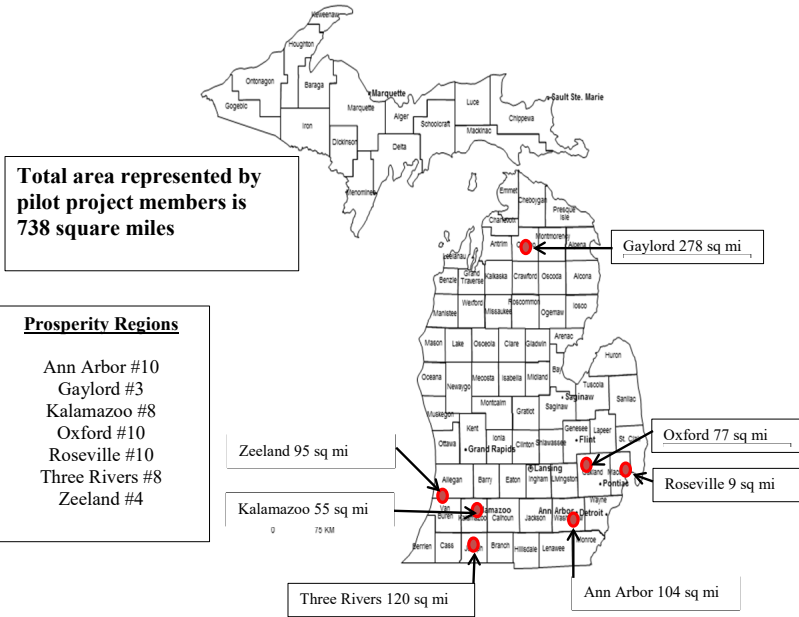 Keweenaw
Houghton
Ontonagon
Baraga
Gogebic
Marquette
Marquette
Luce
Sault Ste. Marie
Alger
Chippewa
Schoolcraft
Iron
Mackinac
Dickinson
Delta
Menominee
Total area represented by
pilot project members is
738 square miles
Emmet
Cheboygan
Presque
Isle
Charlevoix
Montmorency
Antrim
Alpena
Gaylord 278 sq mi
Leelanau
Benzie
Grand
Traverse
Kalkaska
Crawford
Oscoda
Alcona
Manistee
Wexford
Missaukee
Roscommon
Ogemaw
Iosco
Prosperity Regions
Ann Arbor #10
Gaylord #3
Kalamazoo #8
Oxford #10
Roseville #10
Three Rivers #8
Zeeland #4
Mason
Lake
Osceola
Clare
Gladwin
Arenac
Bay
Huron
Oceana
Newaygo
Mecosta
Isabella
Midland
Tuscola
Sanilac
Saginaw
Saginaw
Muskegon
Montcalm
Gratiot
Kent
Ottawa
Ionia
Clinton
Shiawassee
Genesee
Lapeer
St. C
Flint
Grand Rapids
Oxford 77 sq mi
Zeeland 95 sq mi
Lansing
Allegan
Barry
Eaton
Ingham
Livingston
Pontiac
Roseville 9 sq mi
Kalamazoo 55 sq mi
Van
Buren
Kalamazoo
Calhoun
Jackson
Ann Arbor
Wayne
Detroit
0 75 KM
Berrien
Cass
Branch
Hillsdale
Lenawee
Monroe
Three Rivers 120 sq mi
Ann Arbor 104 sq mi